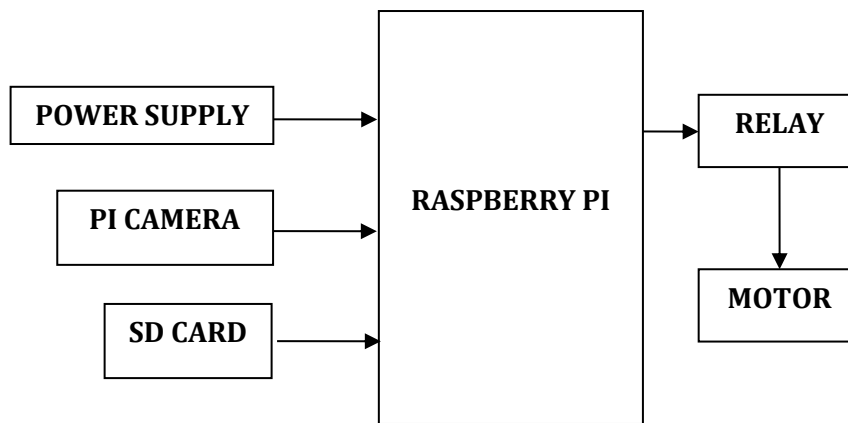 POWER SUPPLY
PI CAMERA
SD CARD
RASPBERRY PI
RELAY
MOTOR